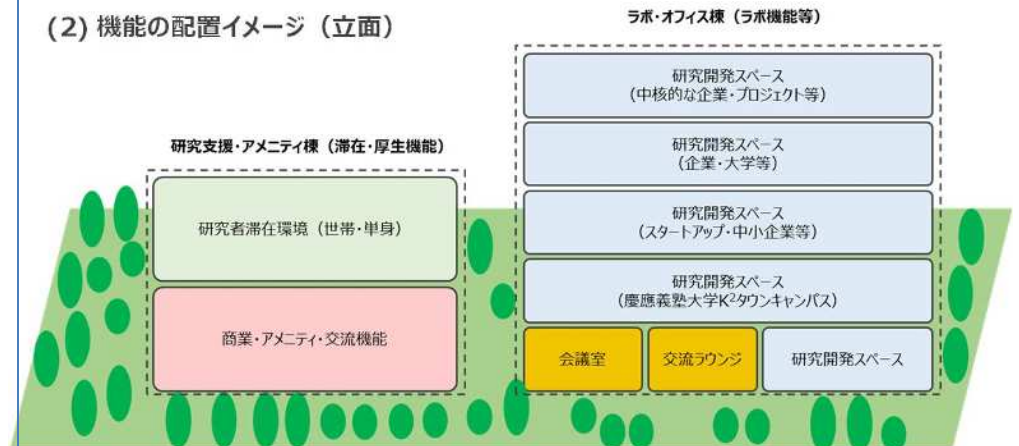 (2) 機能の配置イメージ（立面）
ラボ・オフィス棟（ラボ機能等）
研究開発スペース
（中核的な企業・プロジェクト等）
研究開発スペース
（企業・大学等）
研究開発スペース
（スタートアップ・中小企業等）
研究開発スペース
（慶應義塾大学K²タウンキャンパス）
会議室
交流ラウンジ
研究開発スペース
研究支援・アメニティ棟（滞在・厚生機能）
研究者滞在環境（世帯・単身）
商業・アメニティ・交流機能